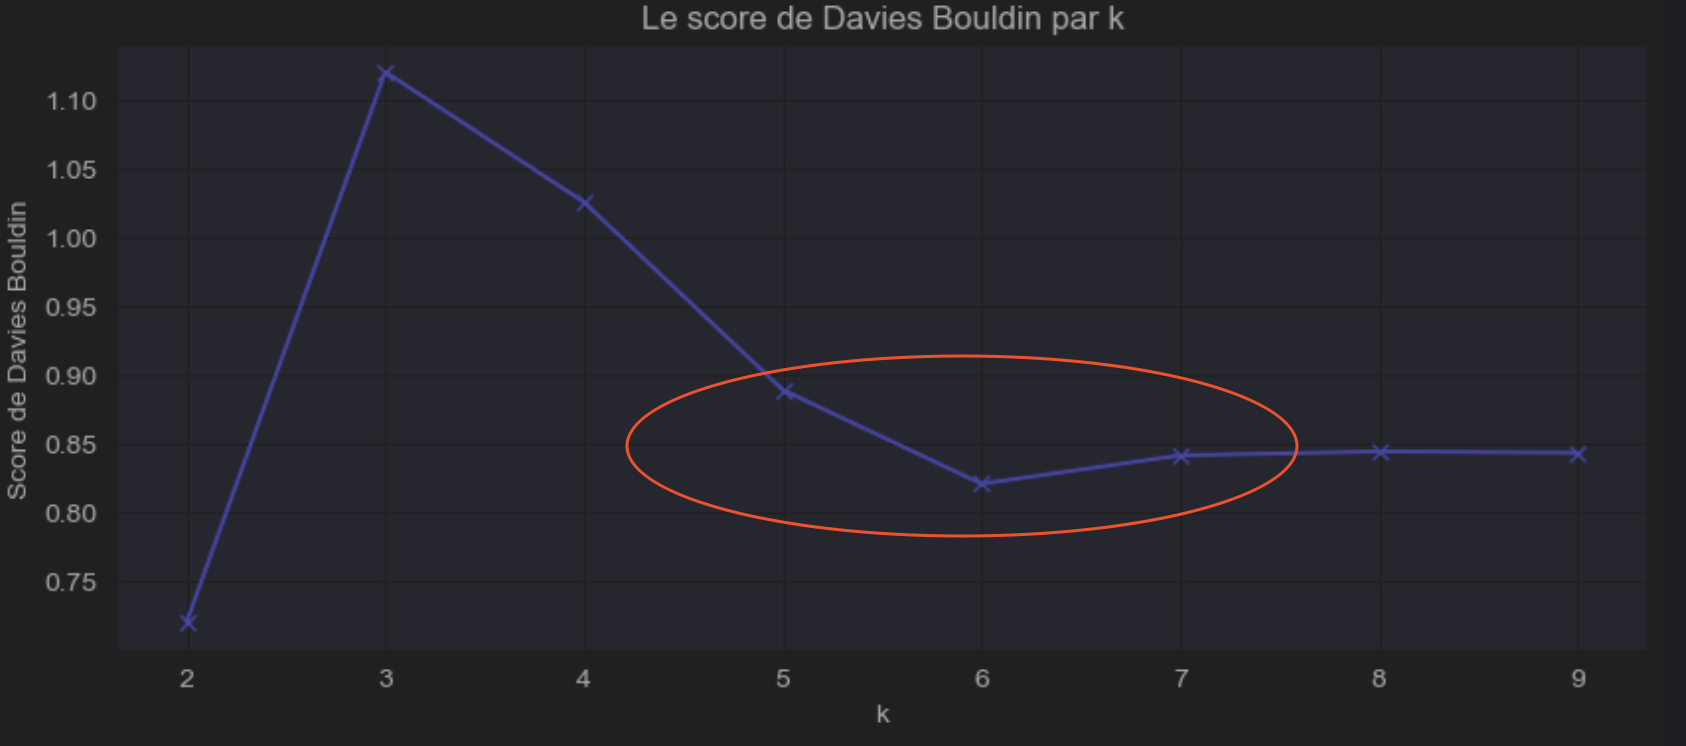 Le score de Davies Bouldin par k
Score de Davies Bouldin
1.10
1.05
1.00
0.95
0.90
0.85
0.80
0.75
2 3 4 5 6 7 8 9
k